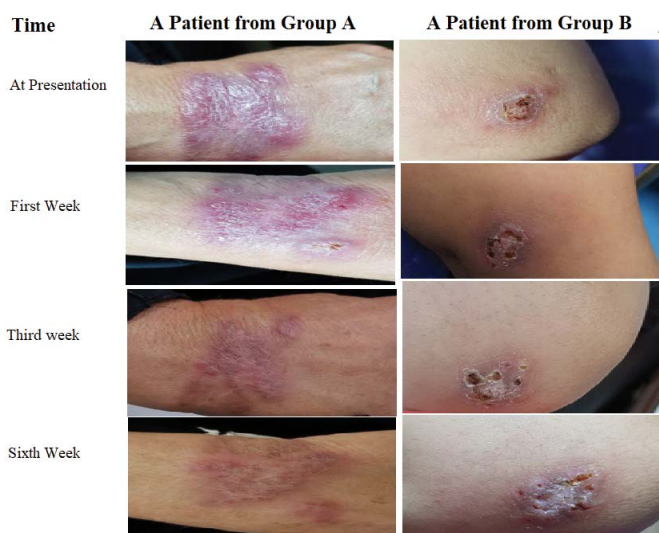 Time
A Patient from Group A
A Patient from Group B
At Presentation
First Week
Third week
Sixth Week